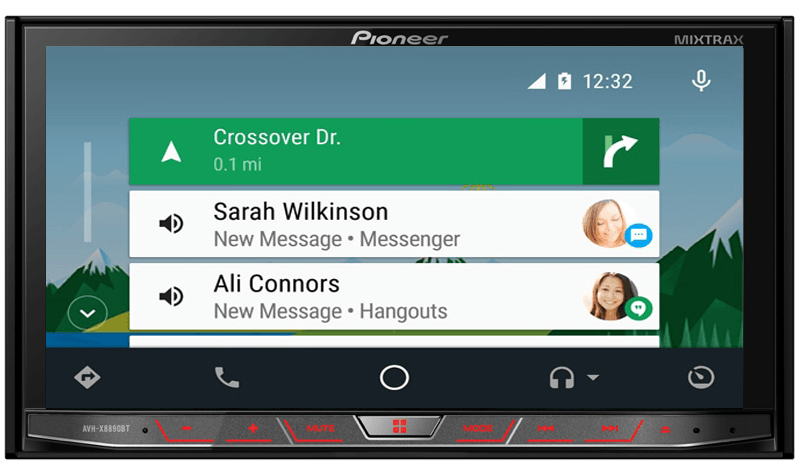 Pioneer
MIXTRAX
12:32
Crossover Dr.
0.1 mi
Sarah Wilkinson
New Message • Messenger
Ali Connors
New Message • Hangouts
AVH-X8890BT
MUTE
MODE